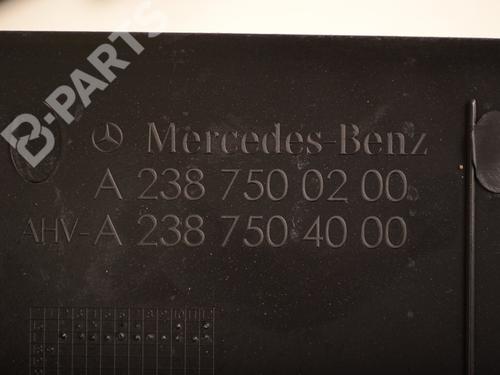 B-PARTS
Mercedes-Benz
A 238 750 02 00
AHV-A 238 750 40 00